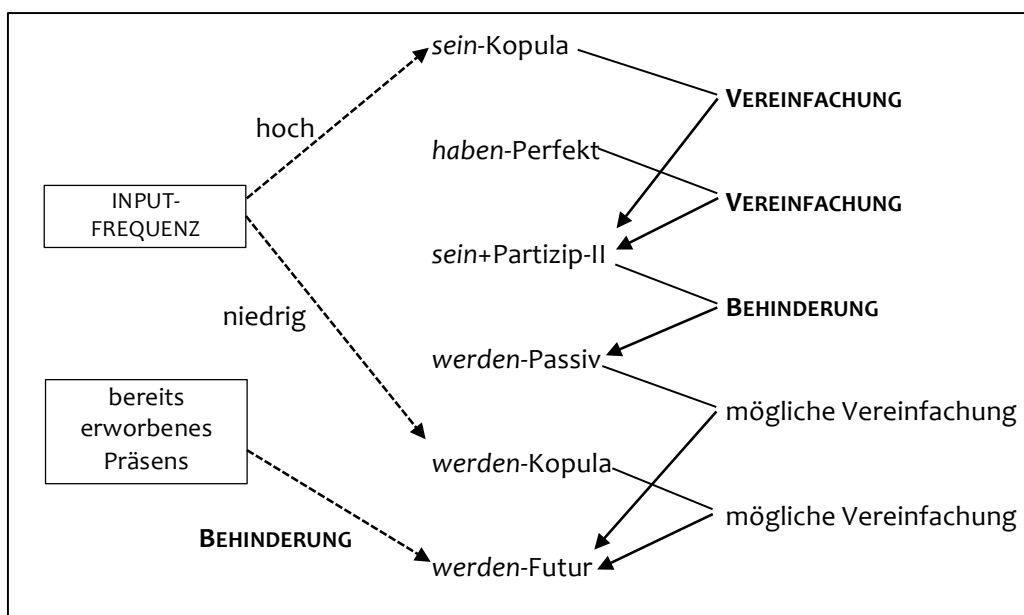 sein-Kopula
VEREINFACHUNG
hoch
haben-Perfekt
INPUT-
FREQUENZ
VEREINFACHUNG
sein+Partizip-II
niedrig
BEHINDERUNG
werden-Passiv
bereits
erworbenes
Präsens
mögliche Vereinfachung
werden-Kopula
mögliche Vereinfachung
BEHINDERUNG
werden-Futur